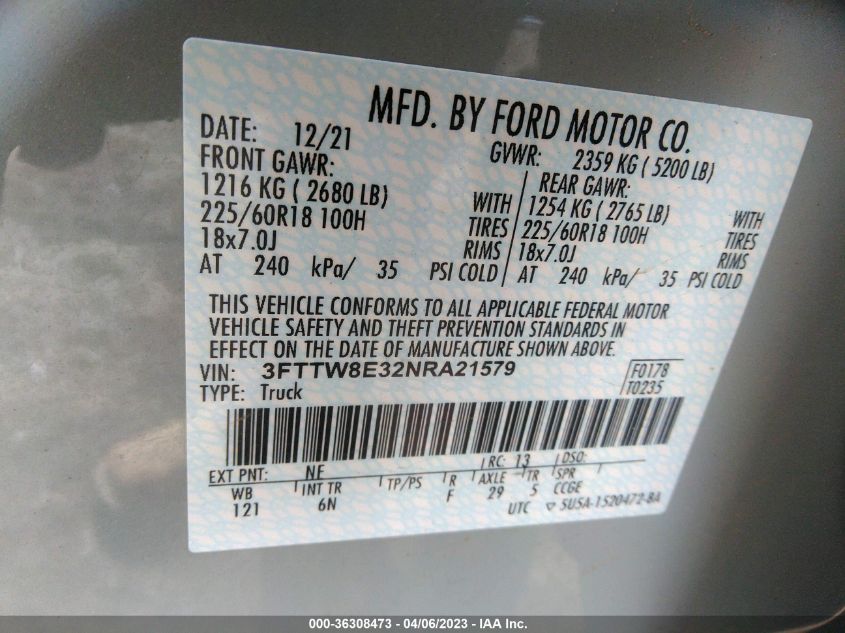 MFD. BY FORD MOTOR CO.
DATE: 12/21 GVWR: 2359 KG ( 5200 LB)
FRONT GAWR: REAR GAWR:
1216 KG ( 2680 LB) WITH 1254 KG ( 2765 LB) WITH
225/60R18 100H TIRES 225/60R18 100H TIRES
18x7.0J RIMS 18x7.0J RIMS
AT 240 kPa/ 35 PSI COLD AT 240 kPa/ 35 PSI COLD
THIS VEHICLE CONFORMS TO ALL APPLICABLE FEDERAL MOTOR
VEHICLE SAFETY AND THEFT PREVENTION STANDARDS IN
EFFECT ON THE DATE OF MANUFACTURE SHOWN ABOVE.
VIN: 3FTTW8E32NRA21579 F0178
TYPE: Truck T0235
EXT PNT: NF RC: 13 DSO:
WB INT TR TP/PS R AXLE TR SPR
121 6N F 29 5 CCGE
UTC ▽ 5U5A-1520472-BA
000-36308473 - 04/06/2023 - IAA Inc.